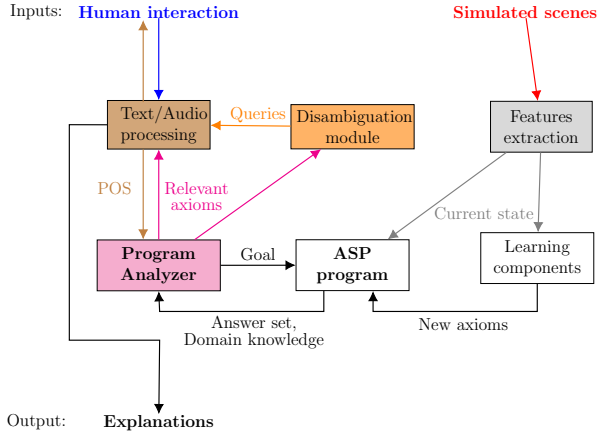 Inputs: Human interaction Simulated scenes
Text/Audio
processing
Queries
Disambiguation
module
Features
extraction
POS
Relevant
axioms
Current state
Program
Analyzer
Goal
ASP
program
Learning
components
Answer set,
Domain knowledge
New axioms
Output: Explanations